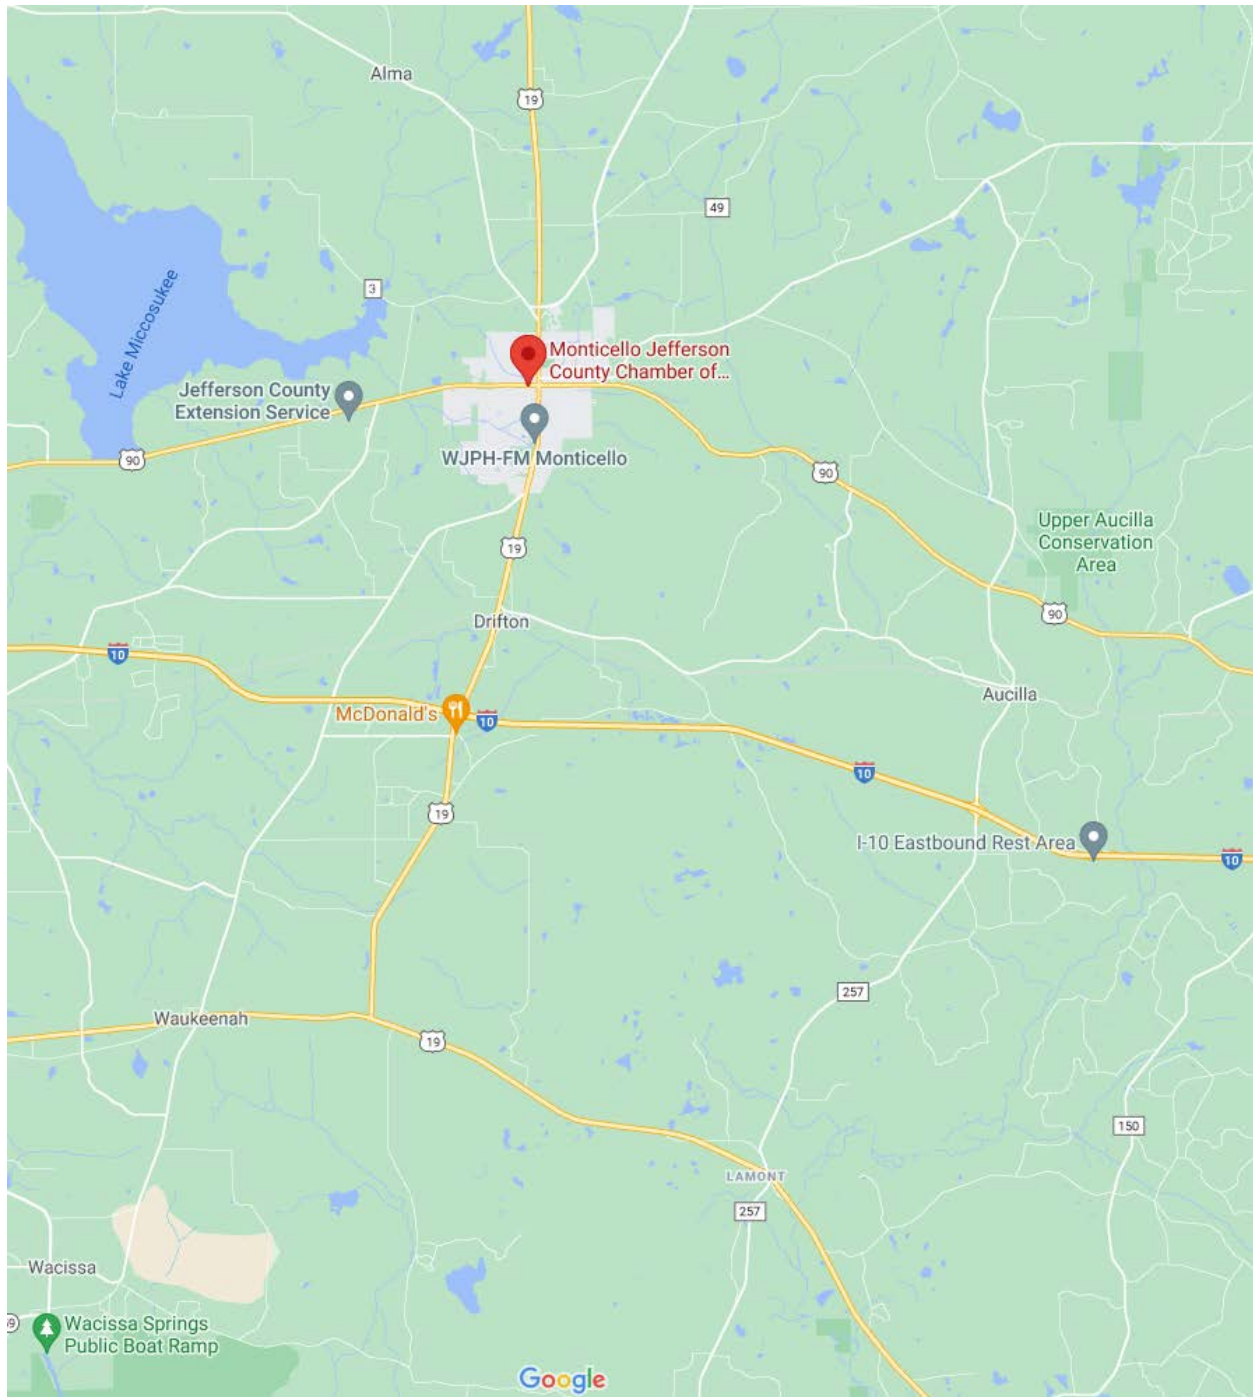 Alma
19
49
3
Lake Miccosukee
Monticello Jefferson
County Chamber of...
Jefferson County
Extension Service
90
WJPH-FM Monticello
90
Upper Aucilla
Conservation
Area
19
90
Drifton
10
Aucilla
McDonald's
10
10
19
I-10 Eastbound Rest Area
10
257
Waukeenah
19
150
LAMONT
257
Wacissa
59
Wacissa Springs
Public Boat Ramp
Google